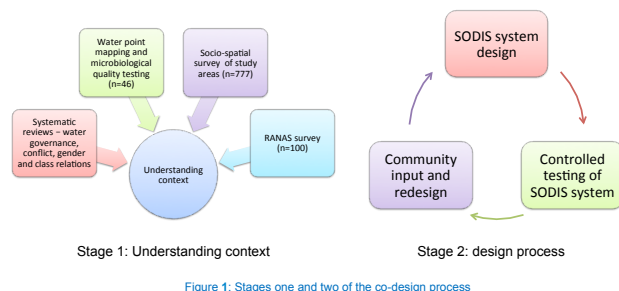 Water point
mapping and
microbiological
quality testing
(n=46)
Socio-spatial
survey of study
areas (n=777)
Systematic
reviews – water
governance,
conflict, gender
and class relations
RANAS survey
(n=100)
Understanding
context
Stage 1: Understanding context
SODIS system
design
Community
input and
redesign
Controlled
testing of
SODIS system
Stage 2: design process
Figure 1: Stages one and two of the co-design process